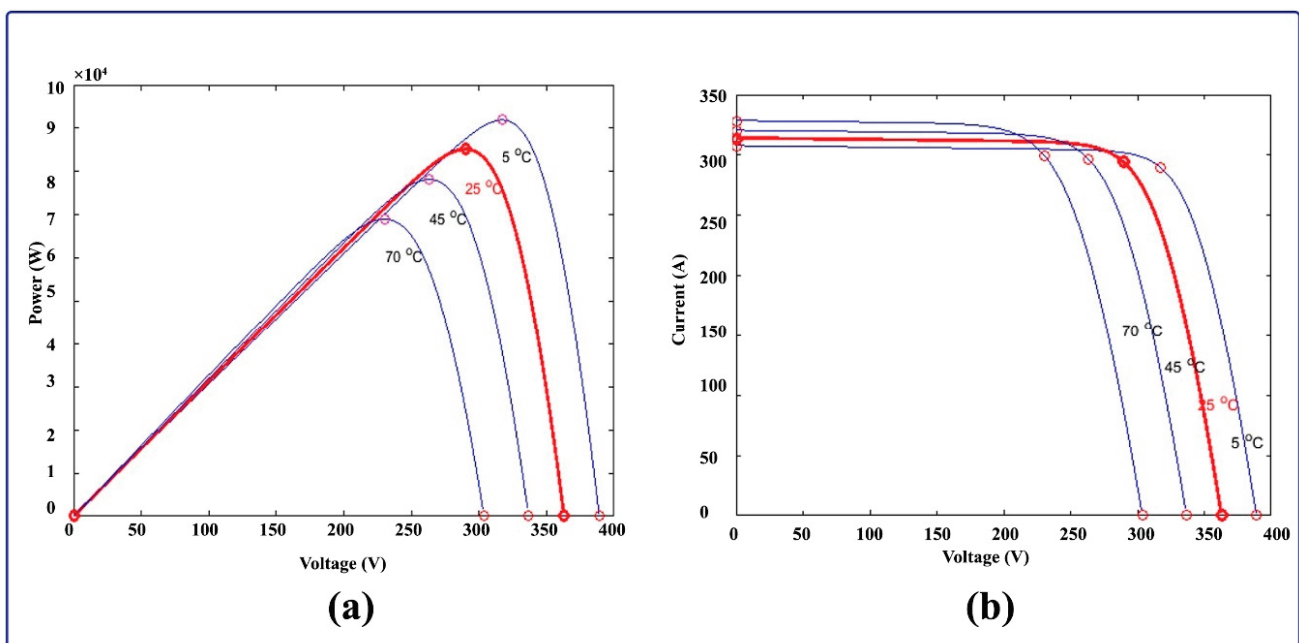 ×10⁴
10
9
8
7
6
5
4
3
2
1
0
Power (W)
5 °C
25 °C
45 °C
70 °C
0 50 100 150 200 250 300 350 400
Voltage (V)
(a)
350
300
250
200
150
100
50
0
Current (A)
70 °C
45 °C
25 °C
5 °C
0 50 100 150 200 250 300 350 400
Voltage (V)
(b)